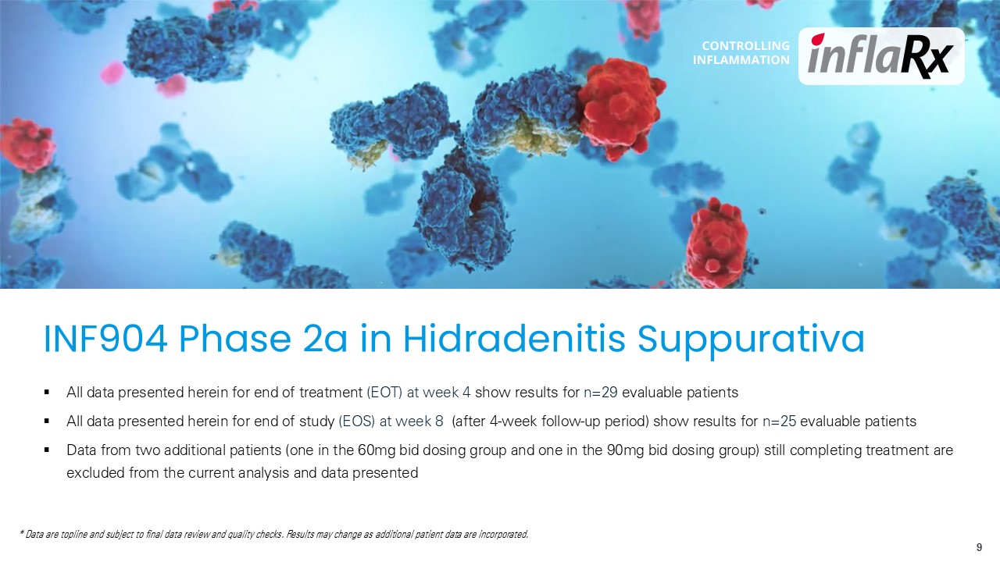 CONTROLLING
INFLAMMATION
inflaRx
INF904 Phase 2a in Hidradenitis Suppurativa
▪ All data presented herein for end of treatment (EOT) at week 4 show results for n=29 evaluable patients
▪ All data presented herein for end of study (EOS) at week 8 (after 4-week follow-up period) show results for n=25 evaluable patients
▪ Data from two additional patients (one in the 60mg bid dosing group and one in the 90mg bid dosing group) still completing treatment are
excluded from the current analysis and data presented
* Data are topline and subject to final data review and quality checks. Results may change as additional patient data are incorporated.
9